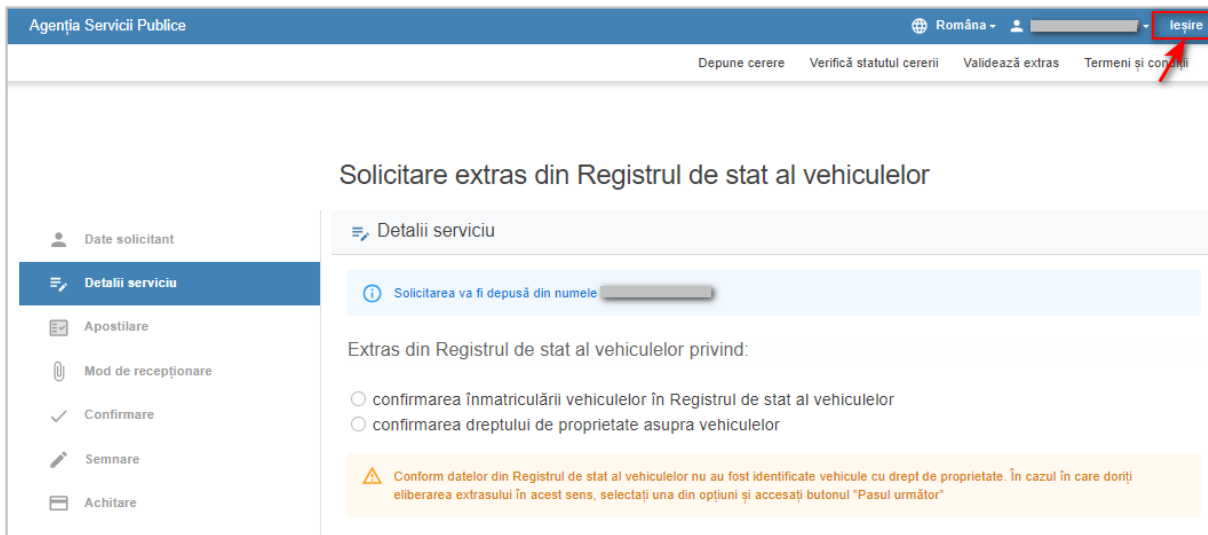 Agenția Servicii Publice
Româna
Ieșire
Depune cerere Verifică statutul cererii Validează extras Termeni și condiții
Solicitare extras din Registrul de stat al vehiculelor
Date solicitant
Detalii serviciu
Apostilare
Mod de recepționare
Confirmare
Semnare
Achitare
Detalii serviciu
Solicitarea va fi depusă din numele
Extras din Registrul de stat al vehiculelor privind:
confirmarea înmatriculării vehiculelor în Registrul de stat al vehiculelor
confirmarea dreptului de proprietate asupra vehiculelor
Conform datelor din Registrul de stat al vehiculelor nu au fost identificate vehicule cu drept de proprietate. În cazul în care doriți
eliberarea extrasului în acest sens, selectați una din opțiuni și accesați butonul "Pasul următor"